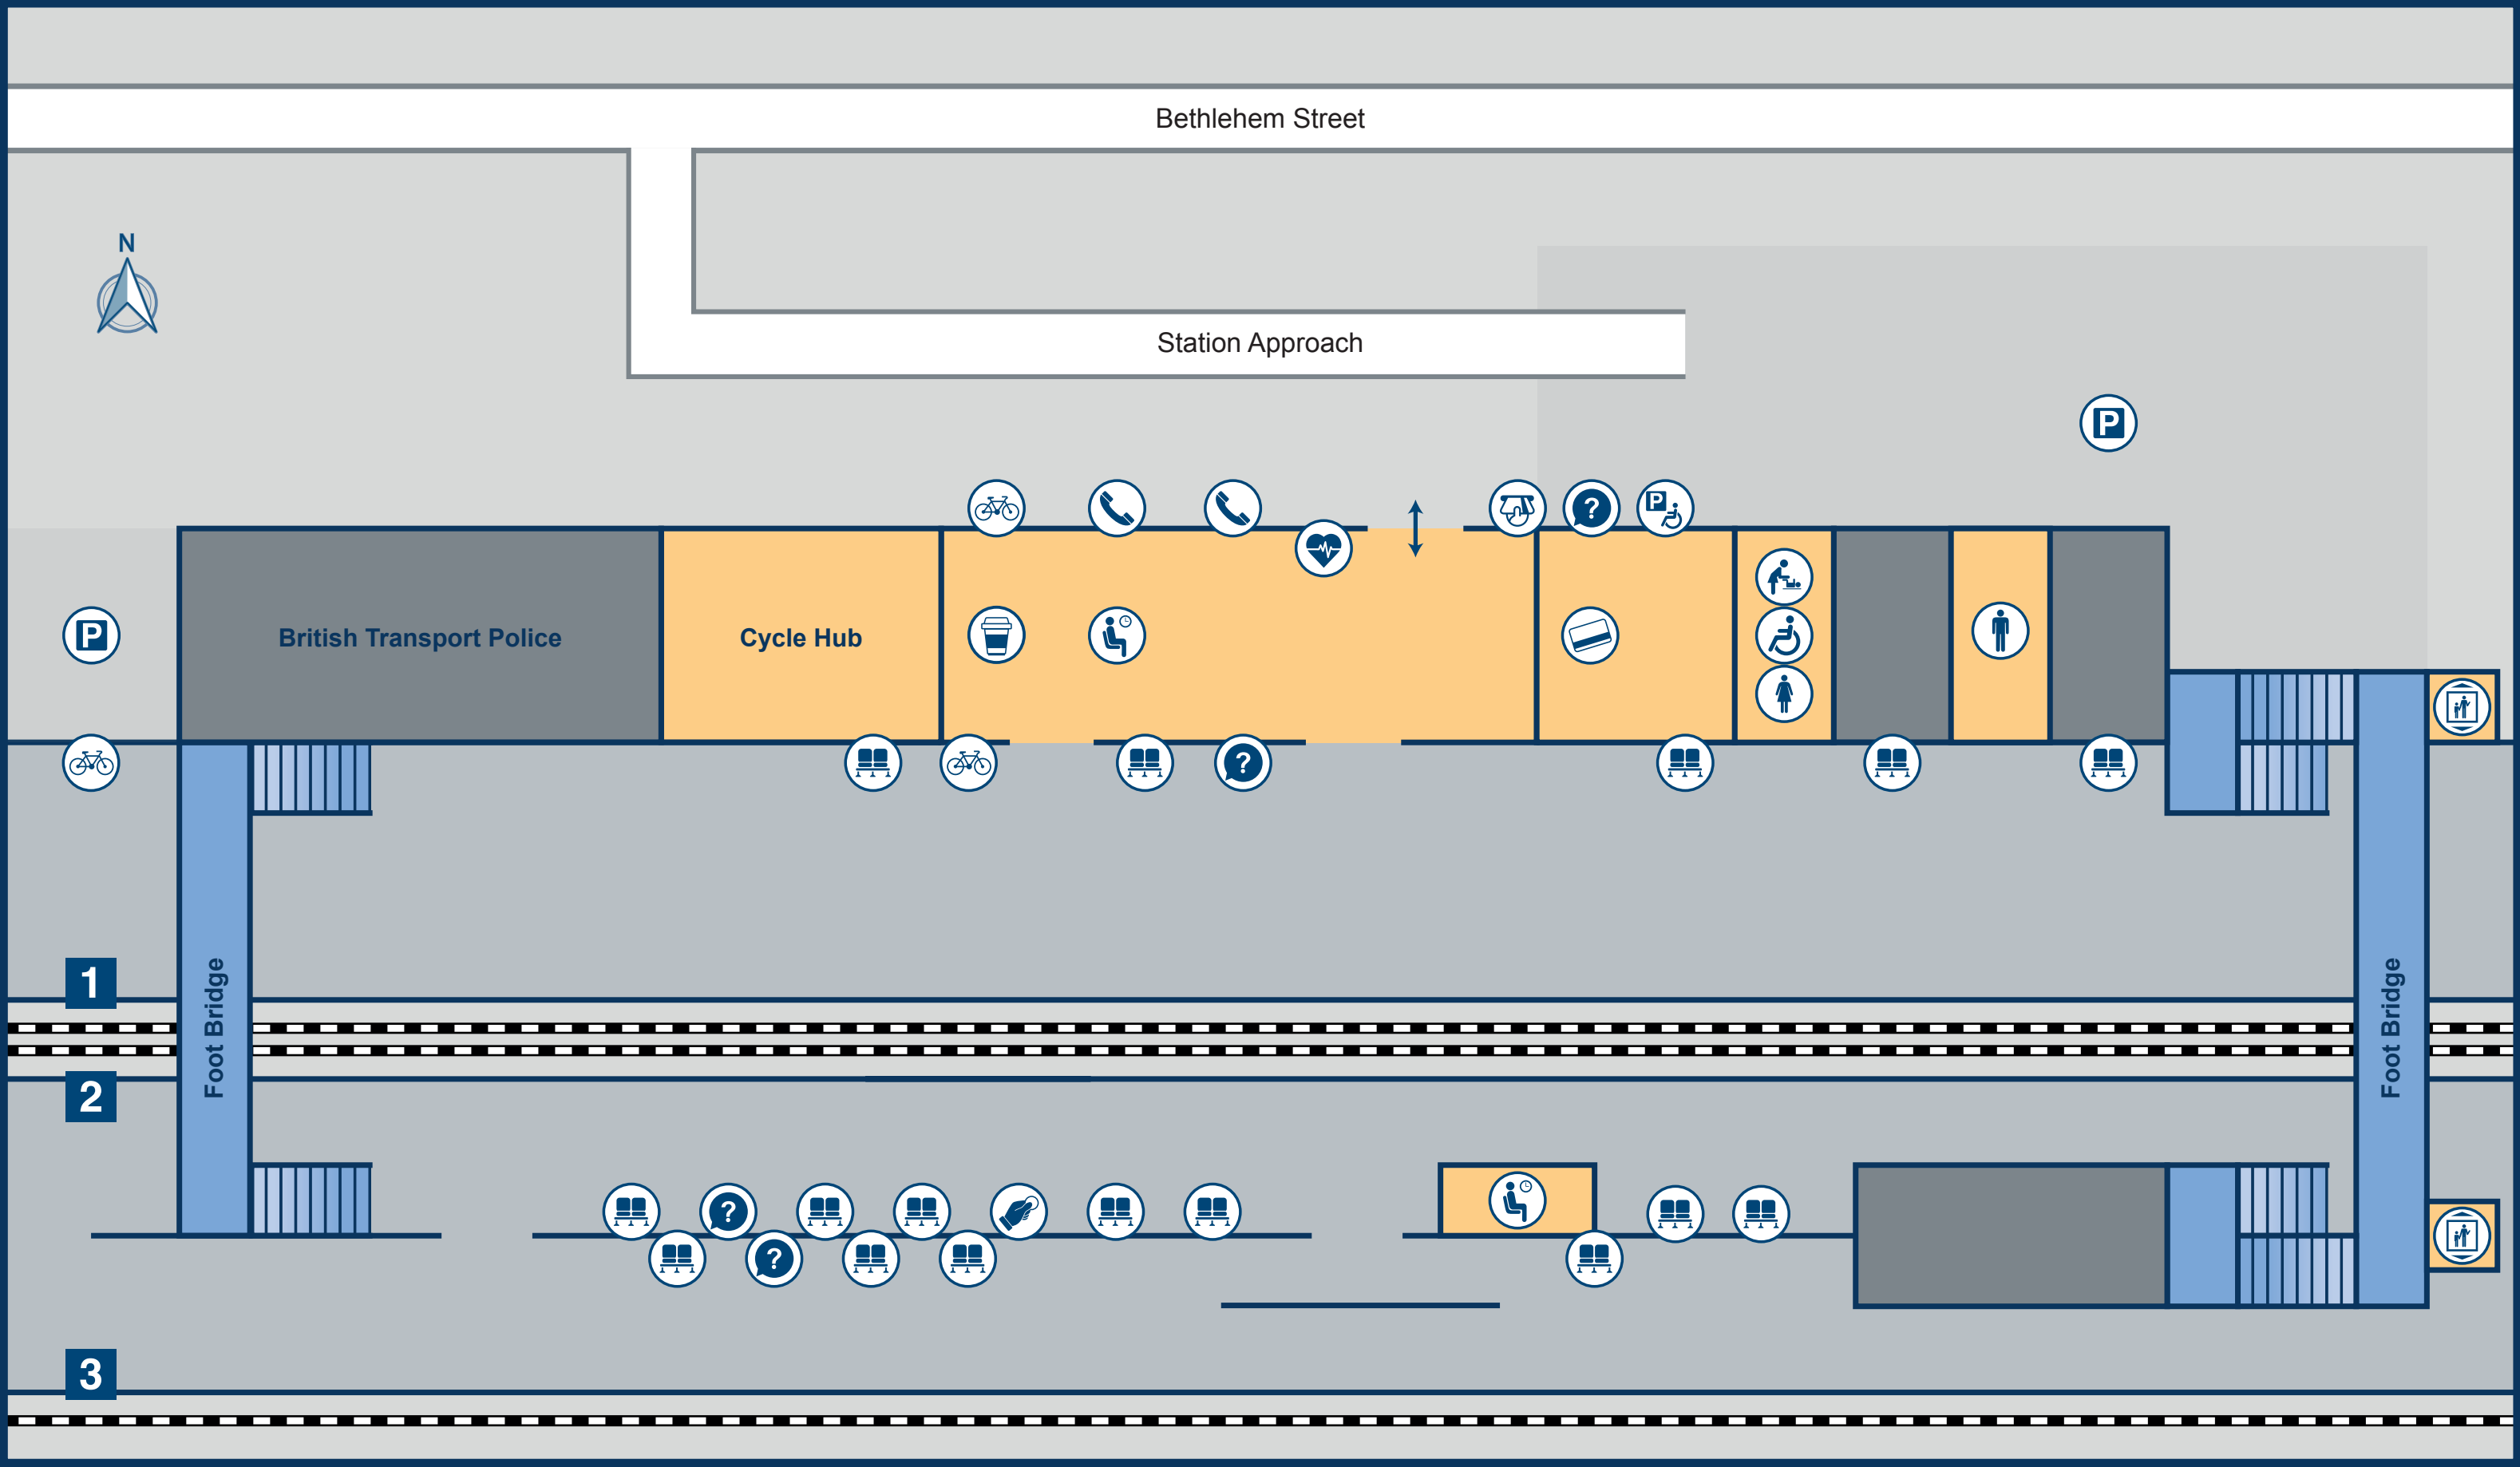 Bethlehem Street
N
Station Approach
P
P
?
P
British Transport Police
Cycle Hub
P
?
1
Foot Bridge
Foot Bridge
2
?
?
3